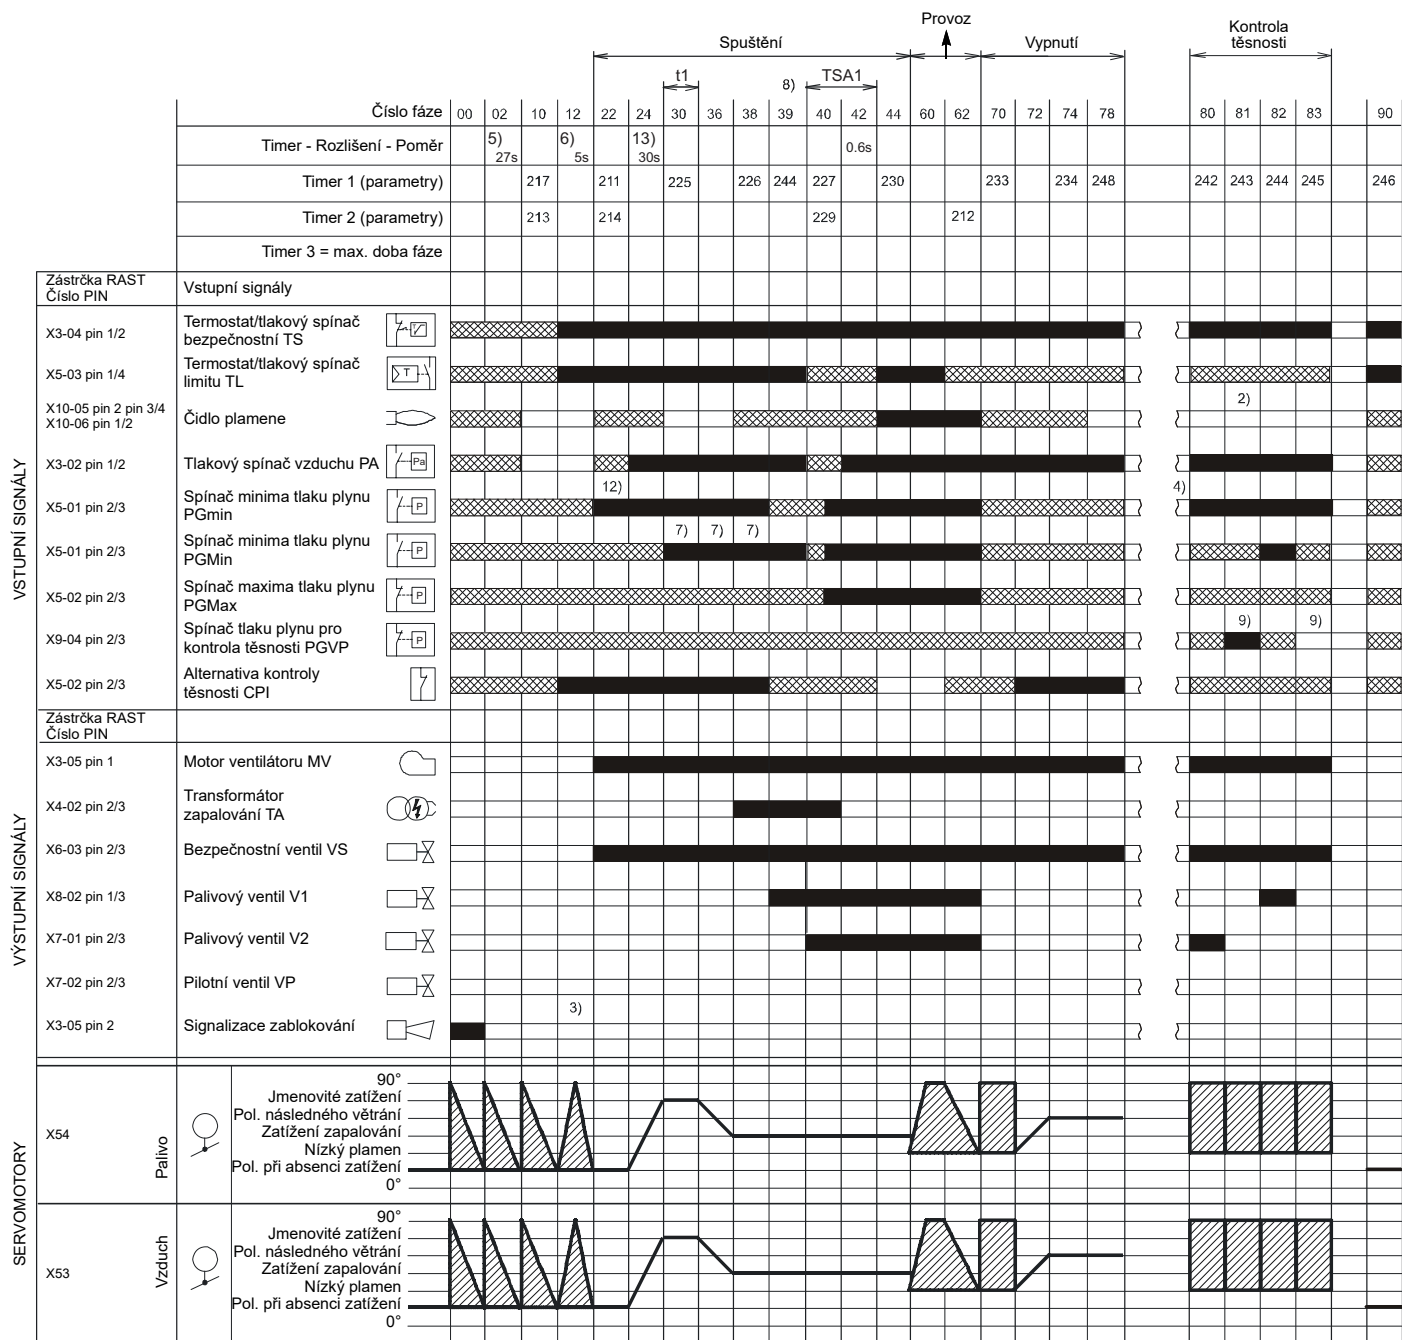 Provoz
Spuštění
Vypnutí
Kontrola
těsnosti
t1
8)
TSA1
Číslo fáze 00 02 10 12 22 24 30 36 38 39 40 42 44 60 62 70 72 74 78 80 81 82 83 90
Timer - Rozlišení - Poměr 5) 27s 6) 5s 13) 30s 0.6s
Timer 1 (parametry) 217 211 225 226 244 227 230 233 234 248 242 243 244 245 246
Timer 2 (parametry) 213 214 229 212
Timer 3 = max. doba fáze
Zástrčka RAST
Číslo PIN
Vstupní signály
VSTUPNÍ SIGNÁLY
X3-04 pin 1/2
Termostat/tlakový spínač
bezpečnostní TS
X5-03 pin 1/4
Termostat/tlakový spínač
limitu TL
T
2)
X10-05 pin 2 pin 3/4
X10-06 pin 1/2
Čidlo plamene
X3-02 pin 1/2
Tlakový spínač vzduchu PA
Pa
12)
4)
X5-01 pin 2/3
Spínač minima tlaku plynu
PGmin
P
7) 7) 7)
X5-01 pin 2/3
Spínač minima tlaku plynu
PGMin
P
X5-02 pin 2/3
Spínač maxima tlaku plynu
PGMax
P
9) 9)
X9-04 pin 2/3
Spínač tlaku plynu pro
kontrola těsnosti PGVP
P
X5-02 pin 2/3
Alternativa kontroly
těsnosti CPI
Zástrčka RAST
Číslo PIN
VÝSTUPNÍ SIGNÁLY
X3-05 pin 1
Motor ventilátoru MV
X4-02 pin 2/3
Transformátor
zapalování TA
X6-03 pin 2/3
Bezpečnostní ventil VS
X8-02 pin 1/3
Palivový ventil V1
X7-01 pin 2/3
Palivový ventil V2
X7-02 pin 2/3
Pilotní ventil VP
3)
X3-05 pin 2
Signalizace zablokování
SERVOMOTORY
X54
Palivo
90°
Jmenovité zatížení
Pol. následného větrání
Zatížení zapalování
Nízký plamen
Pol. při absenci zatížení
0°
X53
Vzduch
90°
Jmenovité zatížení
Pol. následného větrání
Zatížení zapalování
Nízký plamen
Pol. při absenci zatížení
0°